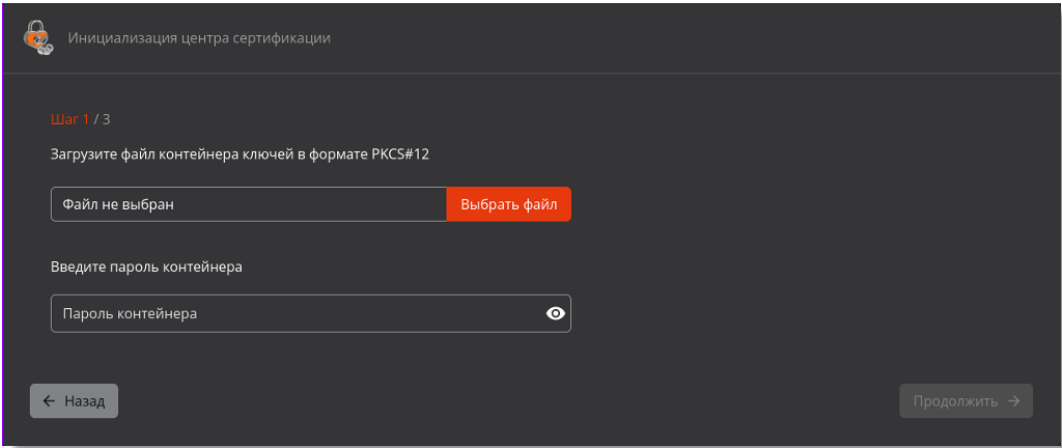 Инициализация центра сертификации
Шаг 1 / 3
Загрузите файл контейнера ключей в формате PKCS#12
Файл не выбран
Выбрать файл
Введите пароль контейнера
Пароль контейнера
← Назад
Продолжить →